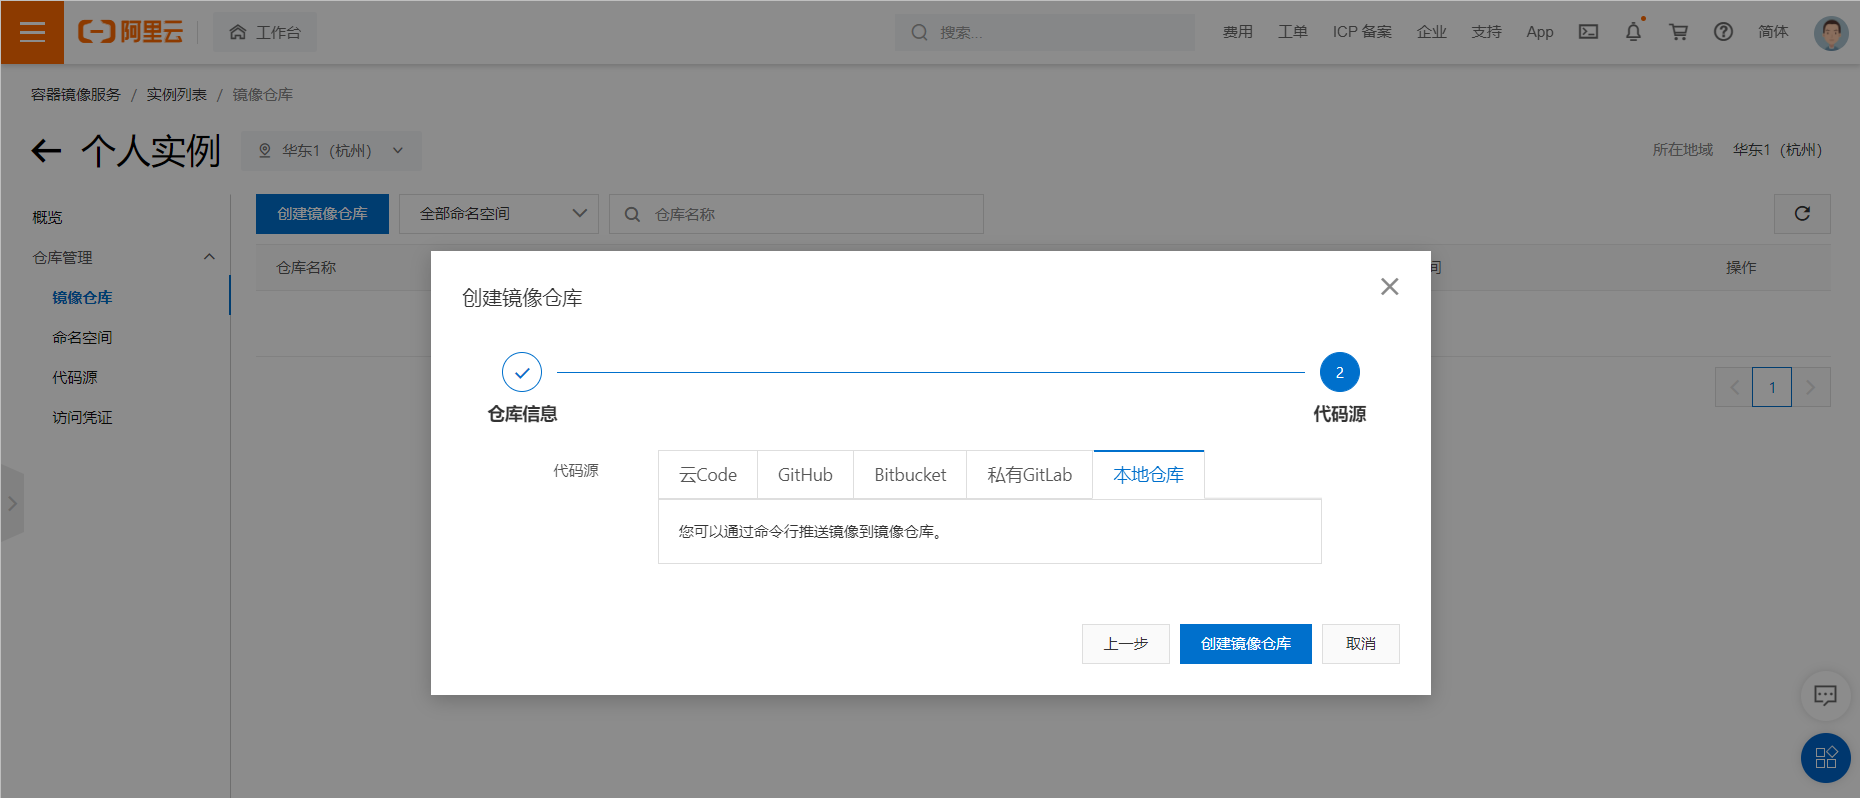 阿里云
工作台
搜索...
费用
工单
ICP 备案
企业
支持
App
简体
容器镜像服务 / 实例列表 / 镜像仓库
个人实例
华东1（杭州）
所在地域 华东1（杭州）
概览
仓库管理
镜像仓库
命名空间
代码源
访问凭证
创建镜像仓库
全部命名空间
仓库名称
仓库名称
间
操作
1
创建镜像仓库
2
仓库信息
代码源
代码源
云Code
GitHub
Bitbucket
私有GitLab
本地仓库
您可以通过命令行推送镜像到镜像仓库。
上一步
创建镜像仓库
取消